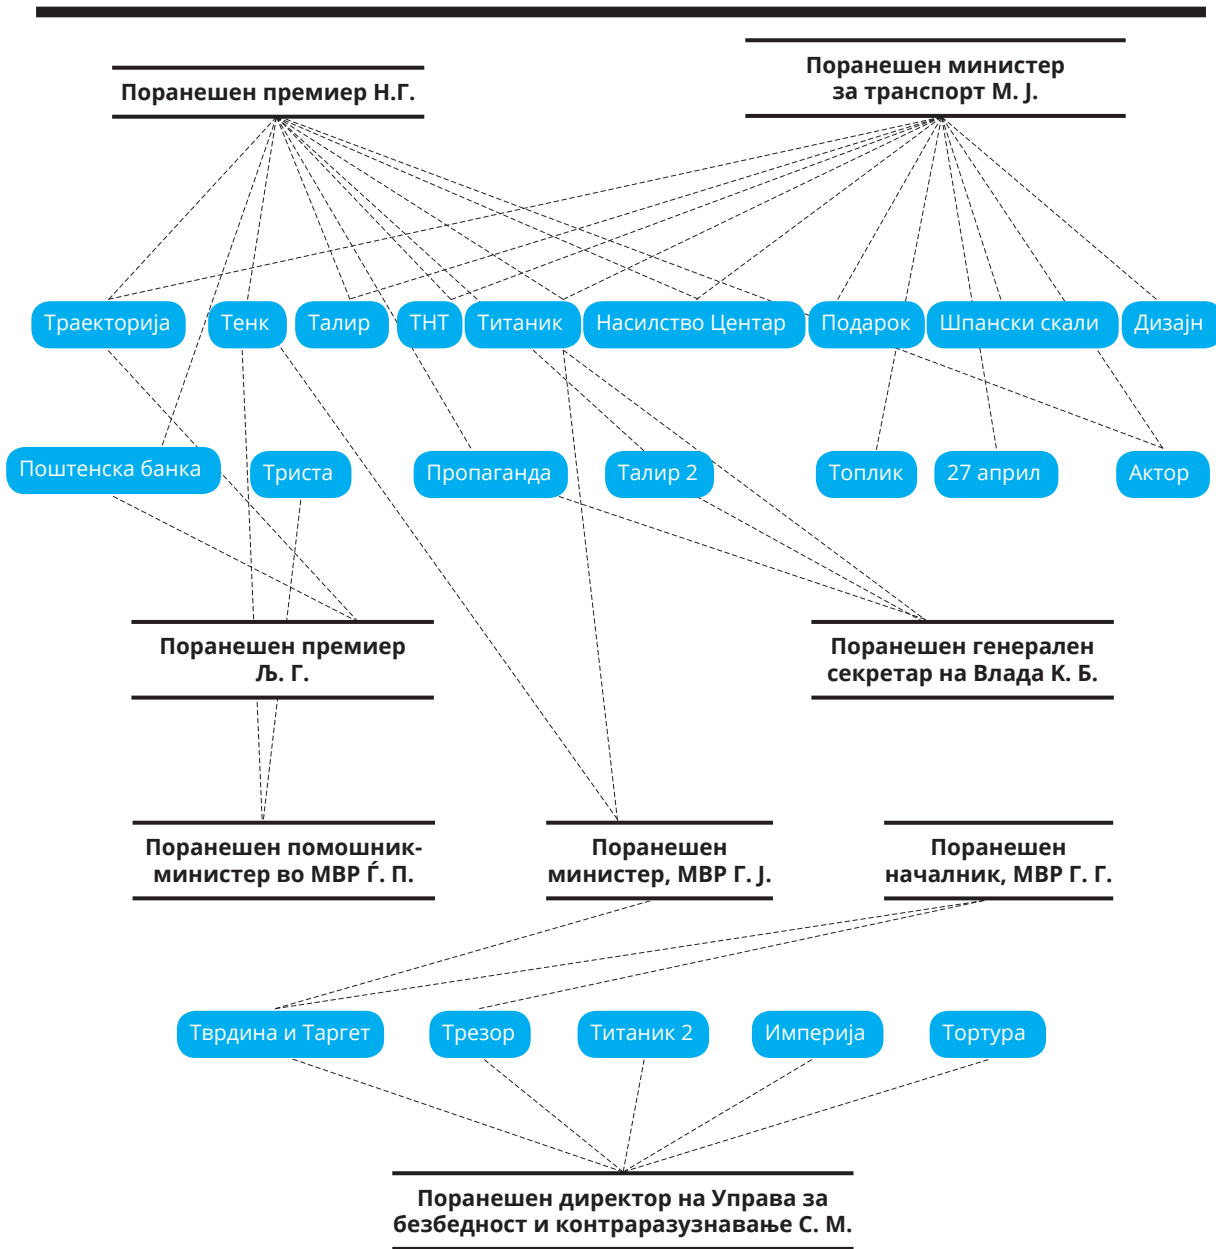 Поранешен премиер Н.Г.
Поранешен министер
за транспорт М. Ј.
Траекторија
Тенк
Талир
ТНТ
Титаник
Насилство Центар
Подарок
Шпански скали
Дизајн
Поштенска банка
Триста
Пропаганда
Талир 2
Топлик
27 април
Актор
Поранешен премиер
Љ. Г.
Поранешен генерален
секретар на Влада К. Б.
Поранешен помошник-
министер во МВР Ѓ. П.
Поранешен
министер, МВР Г. Ј.
Поранешен
началник, МВР Г. Г.
Тврдина и Таргет
Трезор
Титаник 2
Империја
Тортура
Поранешен директор на Управа за
безбедност и контраразузнавање С. М.